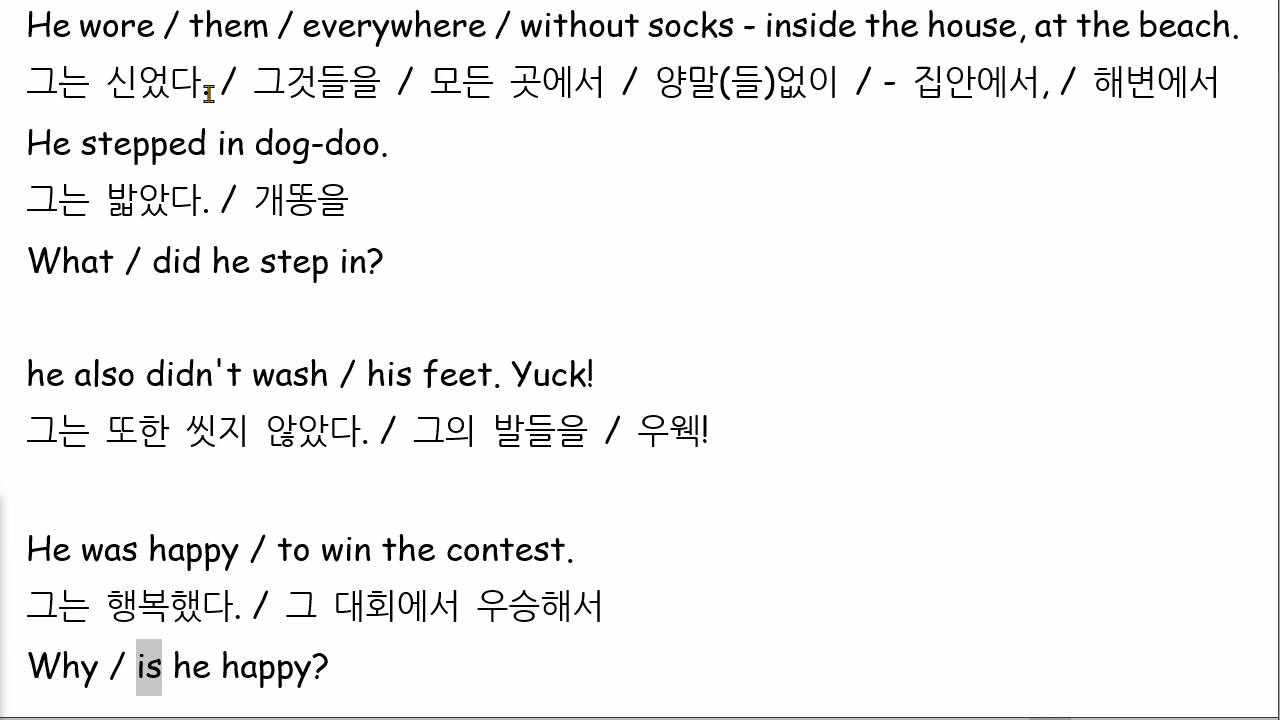 He wore / them / everywhere / without socks - inside the house, at the beach.
그는 신었다. / 그것들을 / 모든 곳에서 / 양말(들)없이 / - 집안에서, / 해변에서
He stepped in dog-doo.
그는 밟았다. / 개똥을
What / did he step in?
he also didn't wash / his feet. Yuck!
그는 또한 씻지 않았다. / 그의 발들을 / 우웩!
He was happy / to win the contest.
그는 행복했다. / 그 대회에서 우승해서
Why / is he happy?